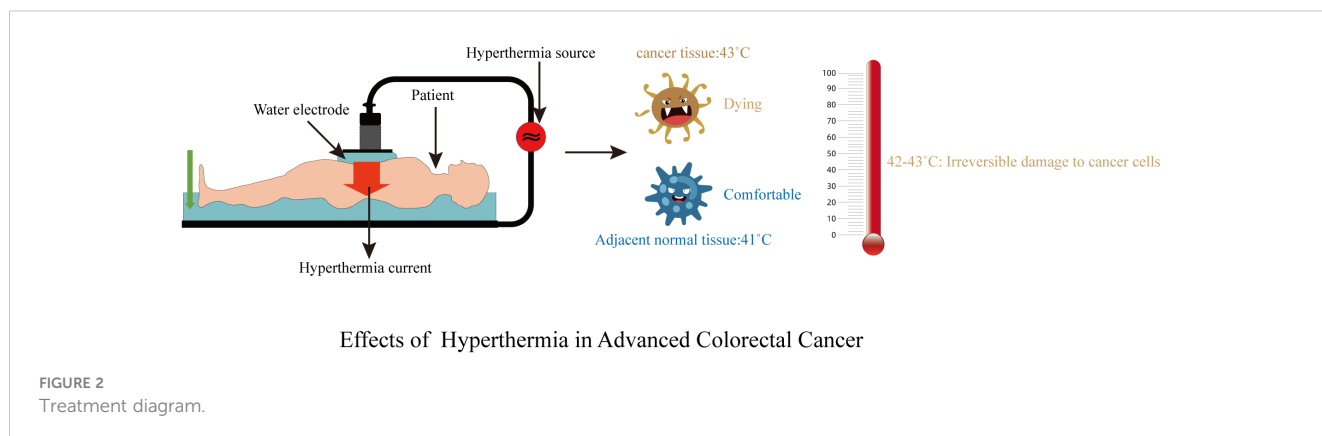 Hyperthermia source
cancer tissue:43°C
Water electrode
Patient
Dying
Comfortable
Adjacent normal tissue:41°C
Hyperthermia current
100
90
80
70
60
50
40
30
20
10
0
42-43°C: Irreversible damage to cancer cells
Effects of Hyperthermia in Advanced Colorectal Cancer
FIGURE 2
Treatment diagram.